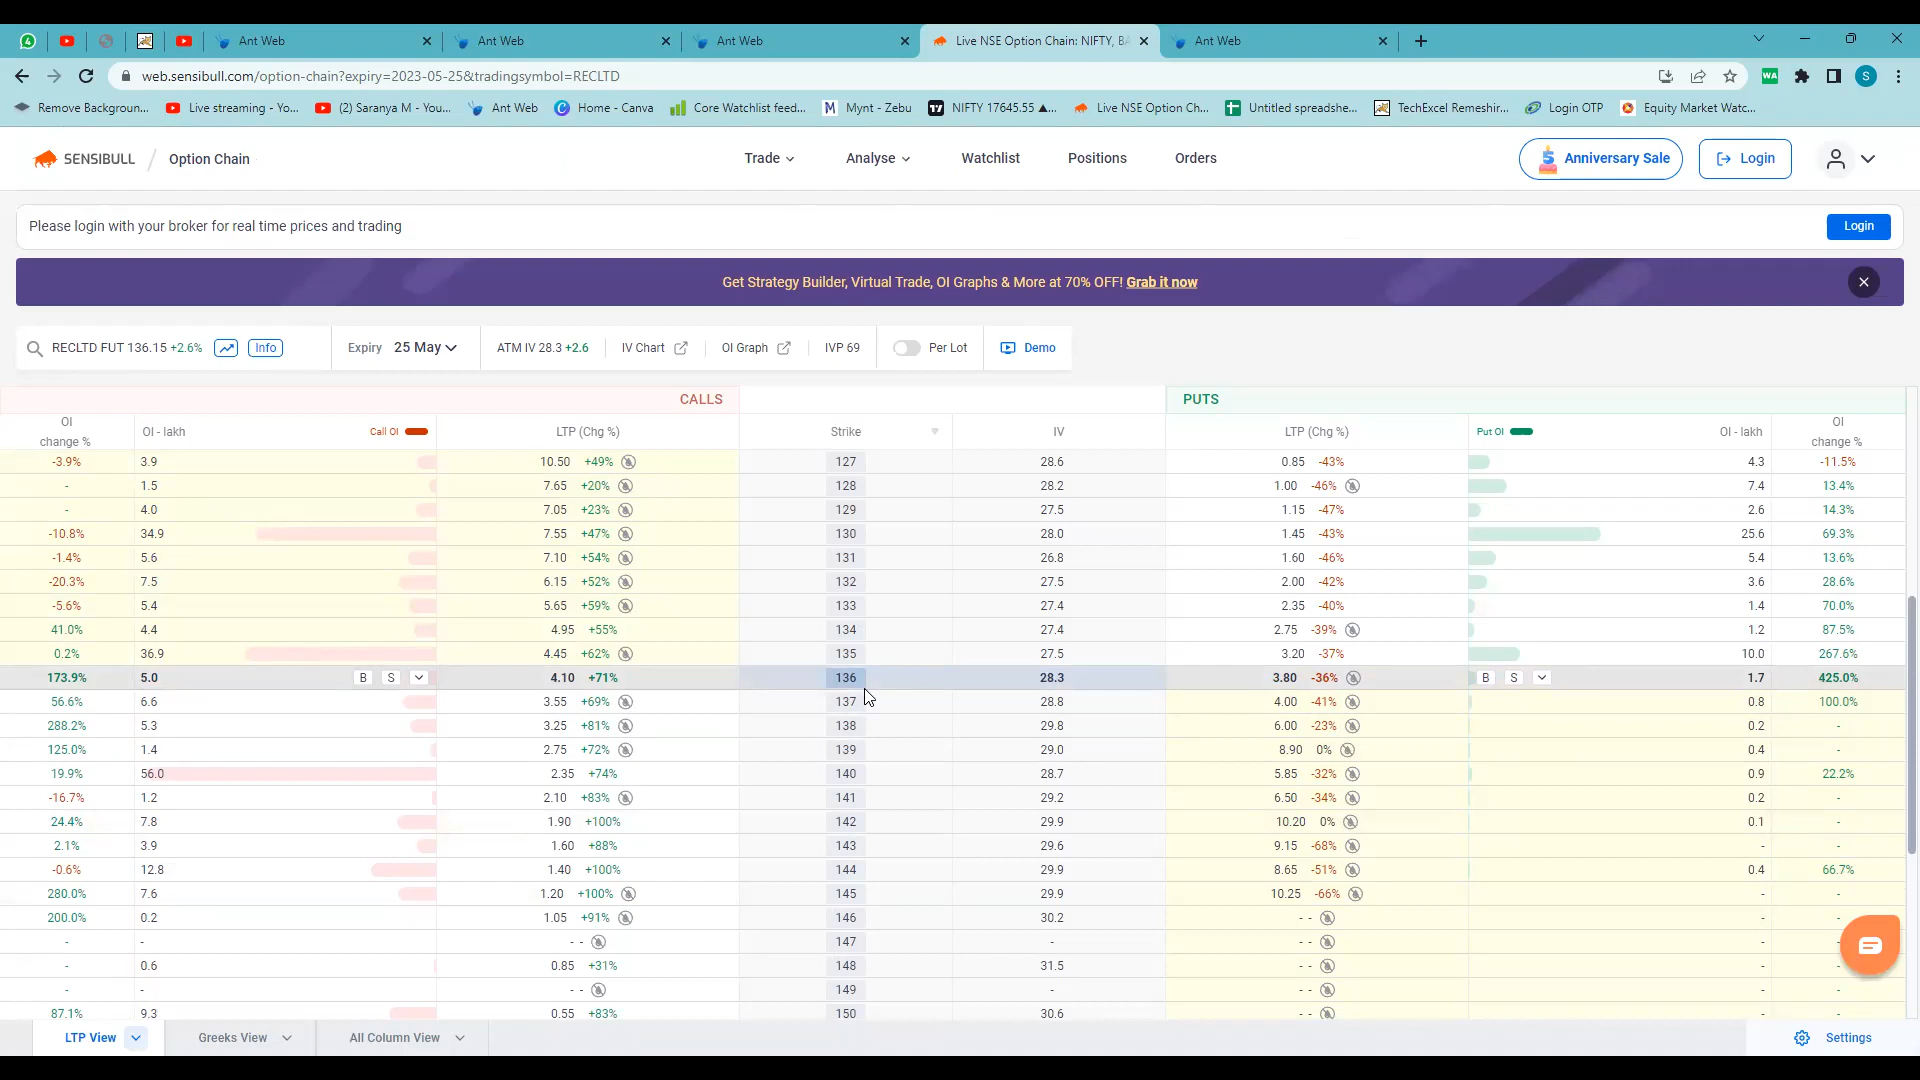 4
Ant Web
Ant Web
Ant Web
Live NSE Option Chain: NIFTY, BA
Ant Web
web.sensibull.com/option-chain?expiry=2023-05-25&tradingsymbol=RECLTD
WA
S
Remove Backgroun...
Live streaming - Yo...
(2) Saranya M - You...
Ant Web
Home - Canva
Core Watchlist feed...
Mynt - Zebu
NIFTY 17645.55 ▲...
Live NSE Option Ch...
Untitled spreadshe...
TechExcel Remeshir...
Login OTP
Equity Market Watc...
SENSIBULL / Option Chain
Trade
Analyse
Watchlist
Positions
Orders
5 Anniversary Sale
Login
Please login with your broker for real time prices and trading
Login
Get Strategy Builder, Virtual Trade, OI Graphs & More at 70% OFF! Grab it now
RECLTD FUT 136.15 +2.6% Info
Expiry 25 May
ATM IV 28.3 +2.6
IV Chart
OI Graph
IVP 69
Per Lot
Demo
CALLS PUTS
OI change % OI - lakh Call OI LTP (Chg %) Strike IV LTP (Chg %) Put OI OI - lakh OI change %
-3.9% 3.9 10.50 +49% 127 28.6 0.85 -43% 4.3 -11.5%
- 1.5 7.65 +20% 128 28.2 1.00 -46% 7.4 13.4%
- 4.0 7.05 +23% 129 27.5 1.15 -47% 2.6 14.3%
-10.8% 34.9 7.55 +47% 130 28.0 1.45 -43% 25.6 69.3%
-1.4% 5.6 7.10 +54% 131 26.8 1.60 -46% 5.4 13.6%
-20.3% 7.5 6.15 +52% 132 27.5 2.00 -42% 3.6 28.6%
-5.6% 5.4 5.65 +59% 133 27.4 2.35 -40% 1.4 70.0%
41.0% 4.4 4.95 +55% 134 27.4 2.75 -39% 1.2 87.5%
0.2% 36.9 4.45 +62% 135 27.5 3.20 -37% 10.0 267.6%
173.9% 5.0 B S 4.10 +71% 136 28.3 3.80 -36% B S 1.7 425.0%
56.6% 6.6 3.55 +69% 137 28.8 4.00 -41% 0.8 100.0%
288.2% 5.3 3.25 +81% 138 29.8 6.00 -23% 0.2 -
125.0% 1.4 2.75 +72% 139 29.0 8.90 0% 0.4 -
19.9% 56.0 2.35 +74% 140 28.7 5.85 -32% 0.9 22.2%
-16.7% 1.2 2.10 +83% 141 29.2 6.50 -34% 0.2 -
24.4% 7.8 1.90 +100% 142 29.9 10.20 0% 0.1 -
2.1% 3.9 1.60 +88% 143 29.6 9.15 -68% - -
-0.6% 12.8 1.40 +100% 144 29.9 8.65 -51% 0.4 66.7%
280.0% 7.6 1.20 +100% 145 29.9 10.25 -66% - -
200.0% 0.2 1.05 +91% 146 30.2 - - - -
- - - - 147 - - - - -
- 0.6 0.85 +31% 148 31.5 - - - -
- - - - 149 - - - - -
87.1% 9.3 0.55 +83% 150 30.6 - - - -
LTP View
Greeks View
All Column View
Settings